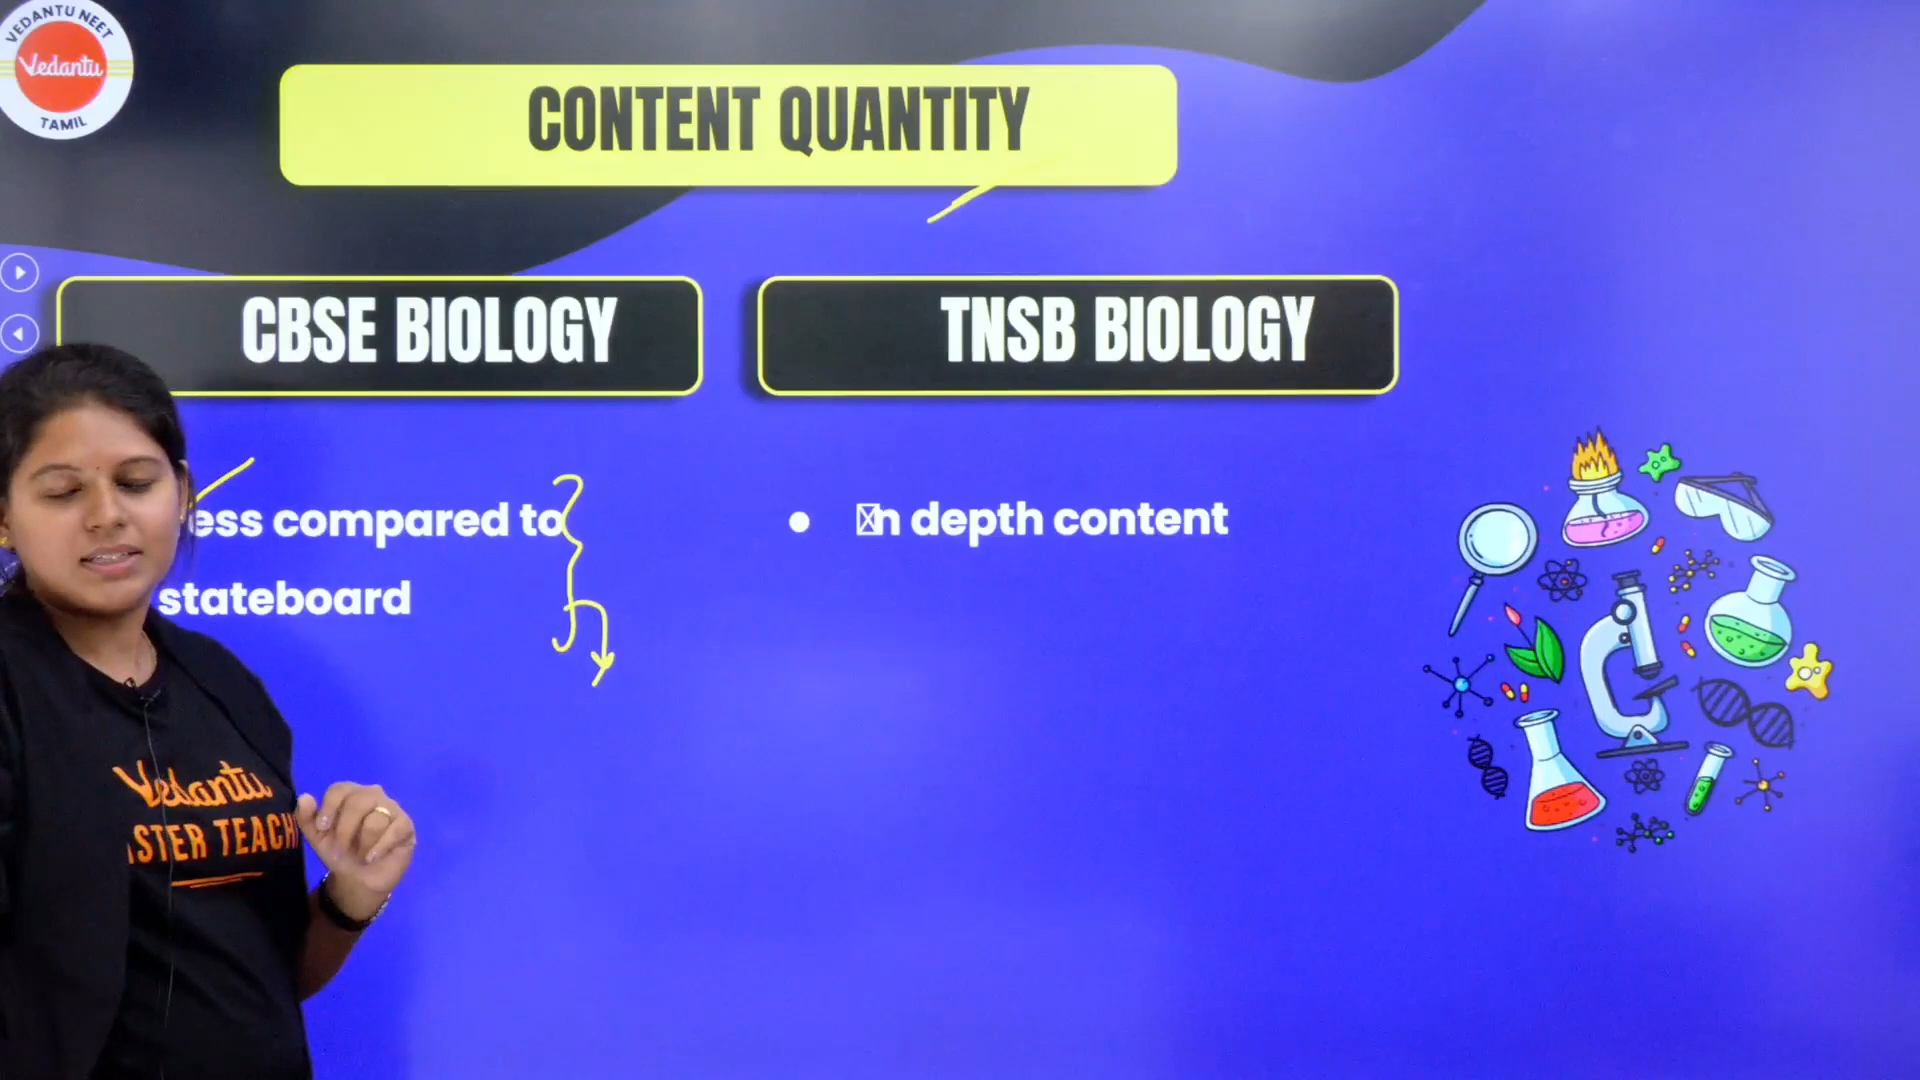 VEDANTU NEET
Vedantu
TAMIL
CONTENT QUANTITY
CBSE BIOLOGY
TNSB BIOLOGY
ess compared to
stateboard
• n depth content
Vedantu
STER TEACH